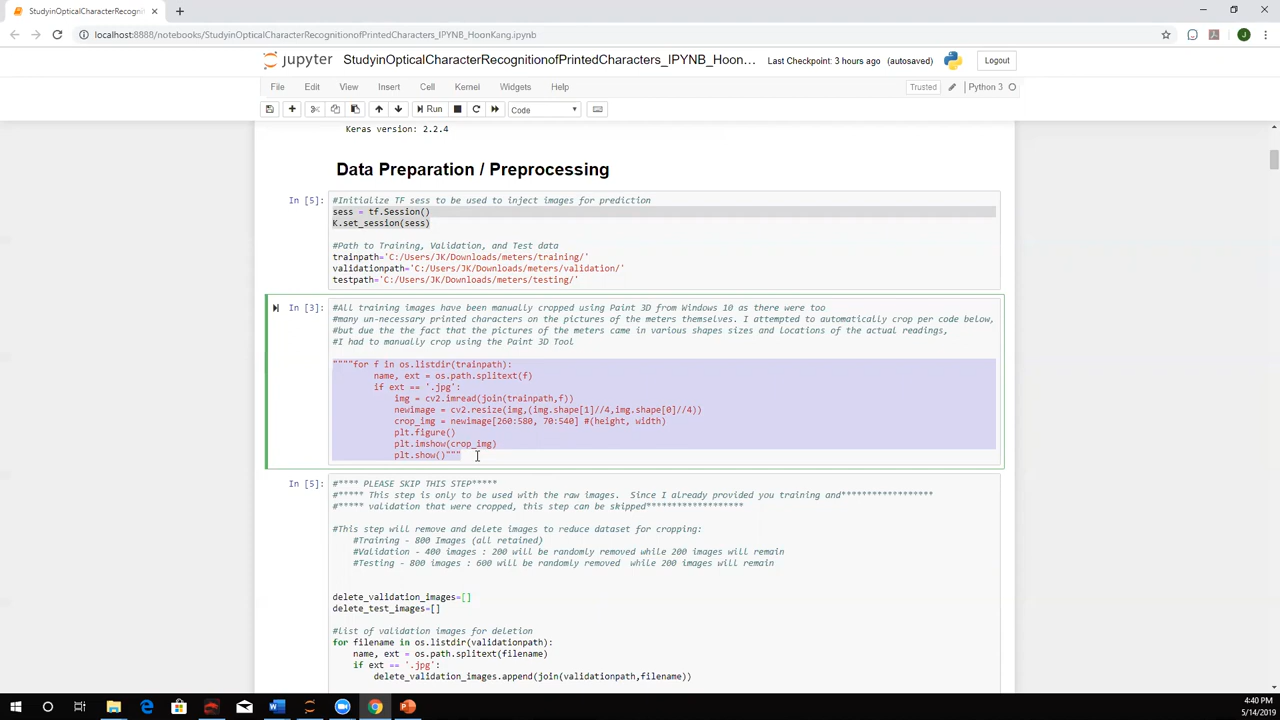 StudyinOpticalCharacterRecognitio
localhost:8888/notebooks/StudyinOpticalCharacterRecognitionofPrintedCharacters_IPYNB_HoonKang.ipynb
J
jupyter StudyinOpticalCharacterRecognitionofPrintedCharacters_IPYNB_HoonK... Last Checkpoint: 3 hours ago (autosaved) Logout
File Edit View Insert Cell Kernel Widgets Help Trusted Python 3
Run Code
Keras version: 2.2.4
Data Preparation / Preprocessing
In [5]: #Initialize TF sess to be used to inject images for prediction
sess = tf.Session()
K.set_session(sess)
#Path to Training, Validation, and Test data
trainpath='C:/Users/JK/Downloads/meters/training/'
validationpath='C:/Users/JK/Downloads/meters/validation/'
testpath='C:/Users/JK/Downloads/meters/testing/'
In [3]: #All training images have been manually cropped using Paint 3D from Windows 10 as there were too
#many un-necessary printed characters on the pictures of the meters themselves. I attempted to automatically crop per code below,
#but due the the fact that the pictures of the meters came in various shapes sizes and locations of the actual readings,
#I had to manually crop using the Paint 3D Tool
""""for f in os.listdir(trainpath):
name, ext = os.path.splitext(f)
if ext == '.jpg':
img = cv2.imread(join(trainpath,f))
newimage = cv2.resize(img,(img.shape[1]//4,img.shape[0]//4))
crop_img = newimage[260:580, 70:540] #(height, width)
plt.figure()
plt.imshow(crop_img)
plt.show()"""
In [5]: #**** PLEASE SKIP THIS STEP*****
#***** This step is only to be used with the raw images.  Since I already provided you training and******************
#***** validation that were cropped, this step can be skipped*******************
#This step will remove and delete images to reduce dataset for cropping:
#Training - 800 Images (all retained)
#Validation - 400 images : 200 will be randomly removed while 200 images will remain
#Testing - 800 images : 600 will be randomly removed  while 200 images will remain
delete_validation_images=[]
delete_test_images=[]
#list of validation images for deletion
for filename in os.listdir(validationpath):
name, ext = os.path.splitext(filename)
if ext == '.jpg':
delete_validation_images.append(join(validationpath,filename))
4:40 PM
5/14/2019